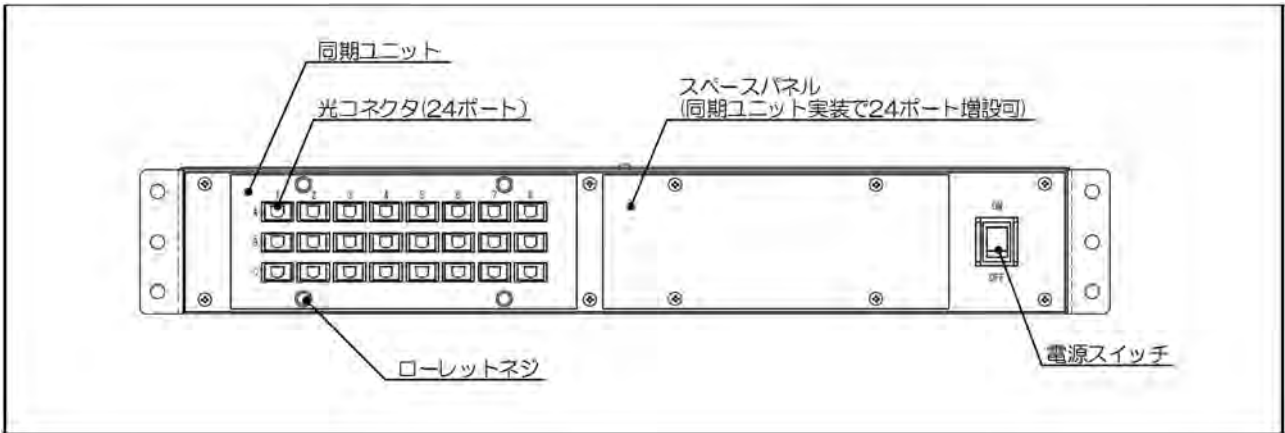 同期ユニット
光コネクタ(24ポート)
スペースパネル
(同期ユニット実装で24ポート増設可)
1 2 3 4 5 6 7 8
A
B
C
ON
OFF
ローレットネジ
電源スイッチ